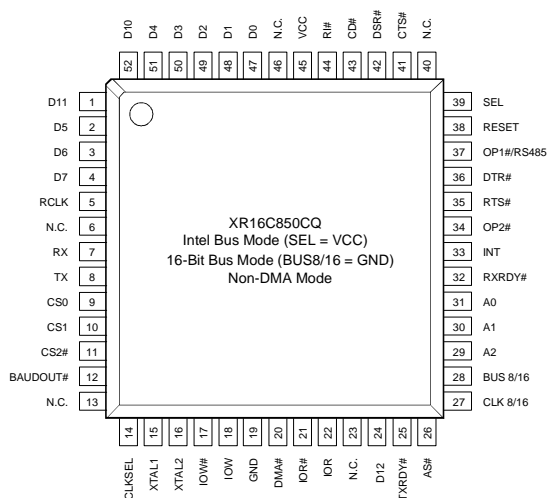 D10
D4
D3
D2
D1
D0
N.C.
VCC
RI#
CD#
DSR#
CTS#
N.C.
52
51
50
49
48
47
46
45
44
43
42
41
40
D11 1
D5 2
D6 3
D7 4
RCLK 5
N.C. 6
RX 7
TX 8
CS0 9
CS1 10
CS2# 11
BAUDOUT# 12
N.C. 13
XR16C850CQ
Intel Bus Mode (SEL = VCC)
16-Bit Bus Mode (BUS8/16 = GND)
Non-DMA Mode
39 SEL
38 RESET
37 OP1#/RS485
36 DTR#
35 RTS#
34 OP2#
33 INT
32 RXRDY#
31 A0
30 A1
29 A2
28 BUS 8/16
27 CLK 8/16
14
15
16
17
18
19
20
21
22
23
24
25
26
CLKSEL
XTAL1
XTAL2
IOW#
IOW
GND
DMA#
IOR#
IOR
N.C.
D12
TXRDY#
AS#